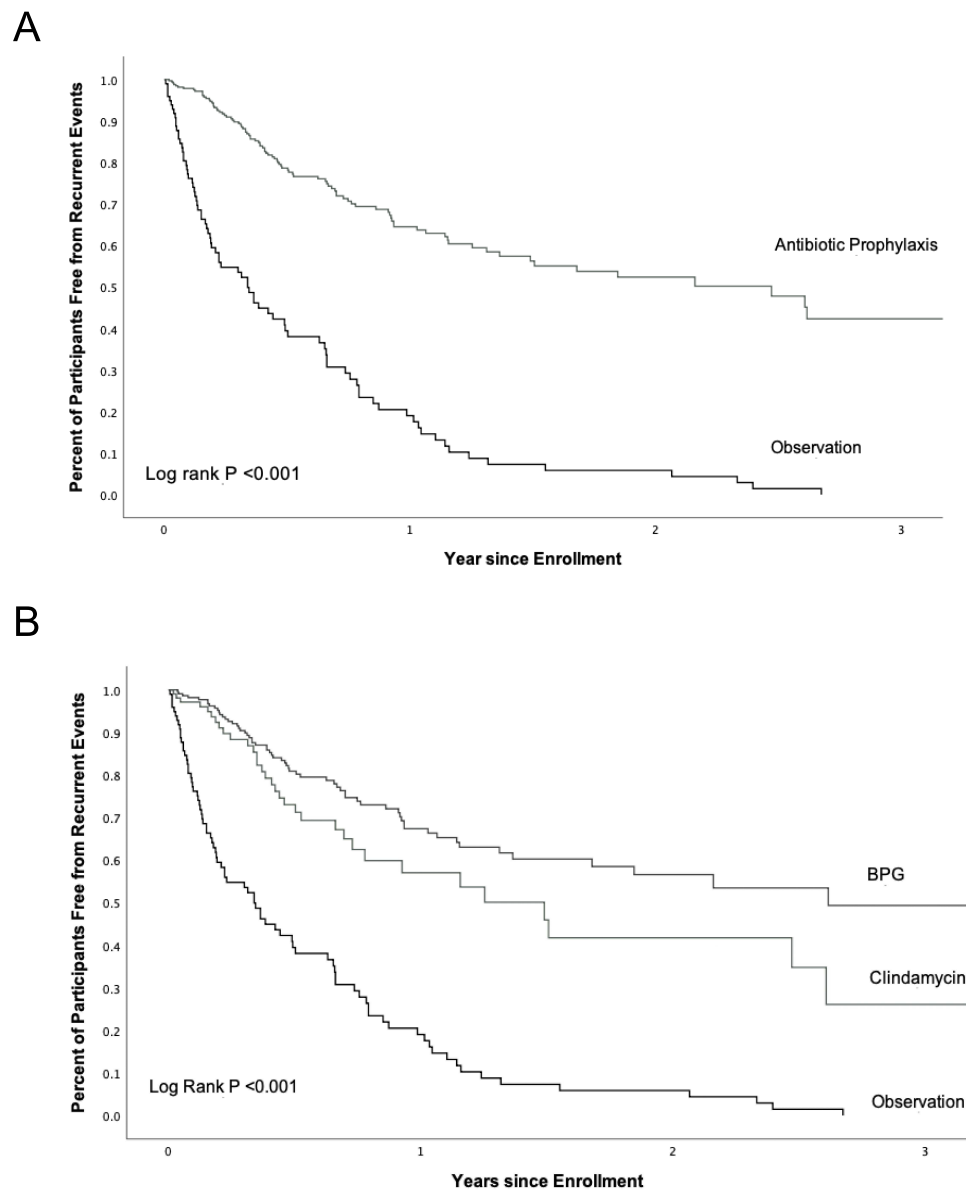 A
Percent of Participants Free from Recurrent Events
1.0
0.9
0.8
0.7
0.6
0.5
0.4
0.3
0.2
0.1
0.0
Antibiotic Prophylaxis
Observation
Log rank P <0.001
0 1 2 3
Year since Enrollment
B
Percent of Participants Free from Recurrent Events
1.0
0.9
0.8
0.7
0.6
0.5
0.4
0.3
0.2
0.1
0.0
BPG
Clindamycin
Log Rank P <0.001
Observation
0 1 2 3
Years since Enrollment